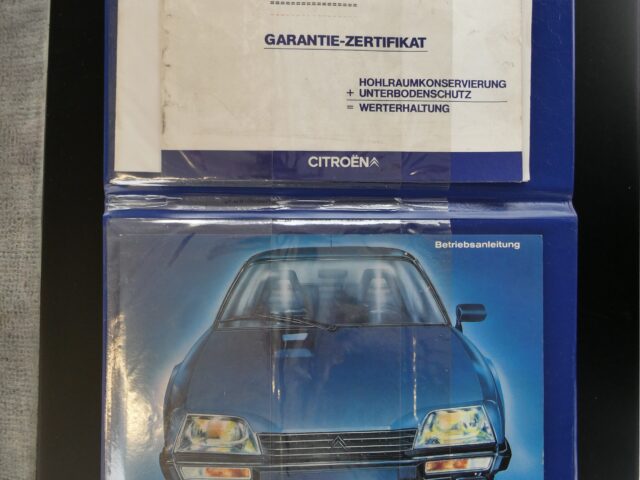 GARANTIE-ZERTIFIKAT
HOHLRAUMKONSERVIERUNG
+ UNTERBODENSCHUTZ
= WERTERHALTUNG
CITROËN
Betriebsanleitung